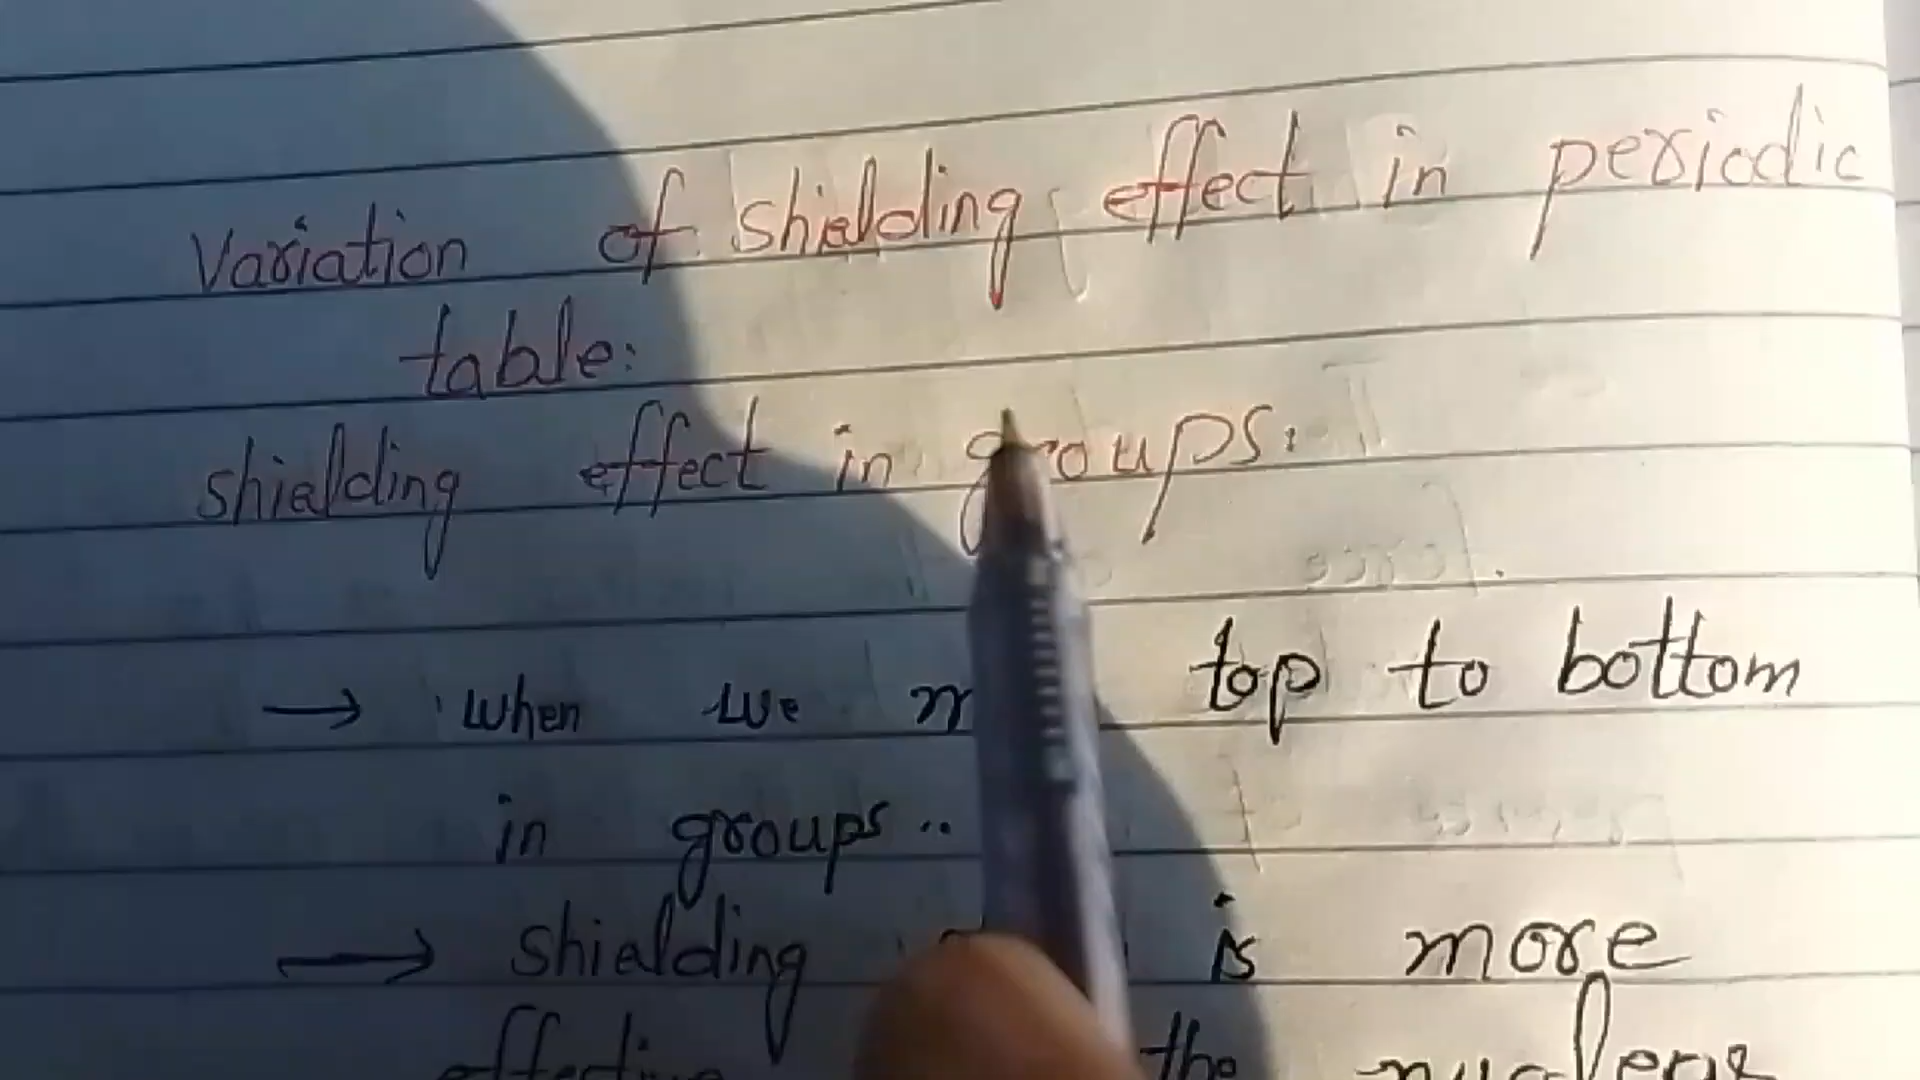 Variation of shielding effect in periodic
table:
shielding effect in groups:
→ when we top to bottom
in groups..
→ shielding is more
the